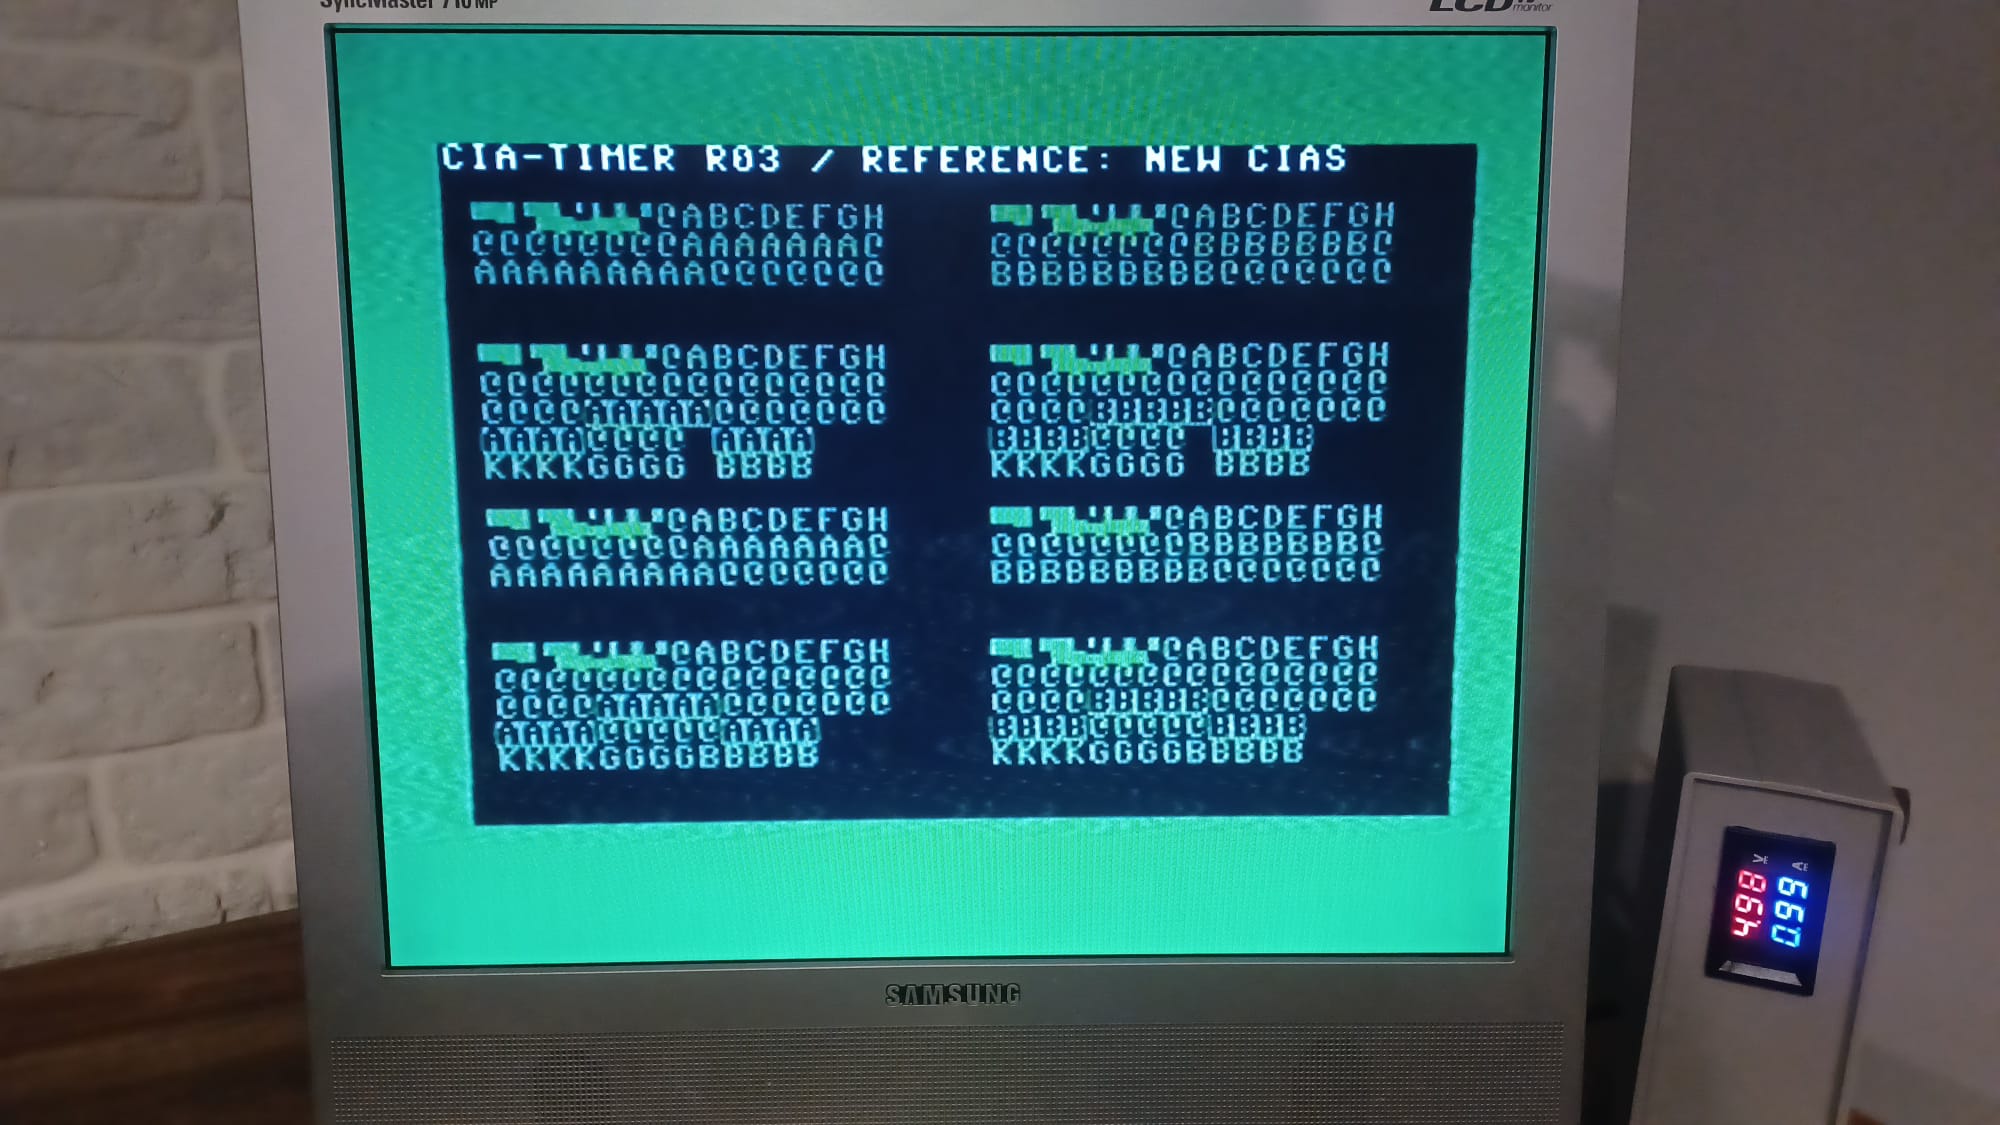 SyncMaster 710MP
LCD TV monitor
CIA-TIMER R03 / REFERENCE: NEW CIAS
CABCDEFGH
CCCCCCCCAAAAAAAC
AAAAAAAAACCCCCCC
CABCDEFGH
CCCCCCCCBBBBBBBC
BBBBBBBBBCCCCCCC
CABCDEFGH
CCCCCCCCCCCCCCCC
CCCCAAAAACCCCCCC
AAAACCCC AAAA
KKKKGGGG BBBB
CABCDEFGH
CCCCCCCCCCCCCCCC
CCCCBBBBBCCCCCCC
BBBBCCCC BBBB
KKKKGGGG BBBB
CABCDEFGH
CCCCCCCCAAAAAAAC
AAAAAAAAACCCCCCC
CABCDEFGH
CCCCCCCCBBBBBBBC
BBBBBBBBBCCCCCCC
CABCDEFGH
CCCCCCCCCCCCCCCC
CCCCAAAAACCCCCCC
AAAACCCCCAAAA
KKKKGGGGBBBBB
CABCDEFGH
CCCCCCCCCCCCCCCC
CCCCBBBBBCCCCCCC
BBBBCCCCCBBBB
KKKKGGGGBBBBB
SAMSUNG
4.98 V
0.69 A